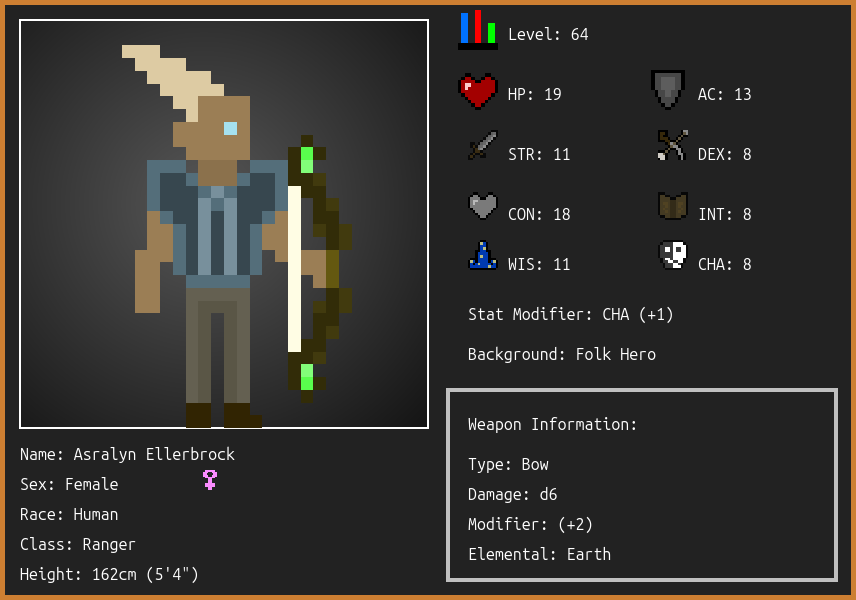 Level: 64
HP: 19
AC: 13
STR: 11
DEX: 8
CON: 18
INT: 8
WIS: 11
CHA: 8
Stat Modifier: CHA (+1)
Background: Folk Hero
Weapon Information:
Type: Bow
Damage: d6
Modifier: (+2)
Elemental: Earth
Name: Asralyn Ellerbrock
Sex: Female
Race: Human
Class: Ranger
Height: 162cm (5'4")